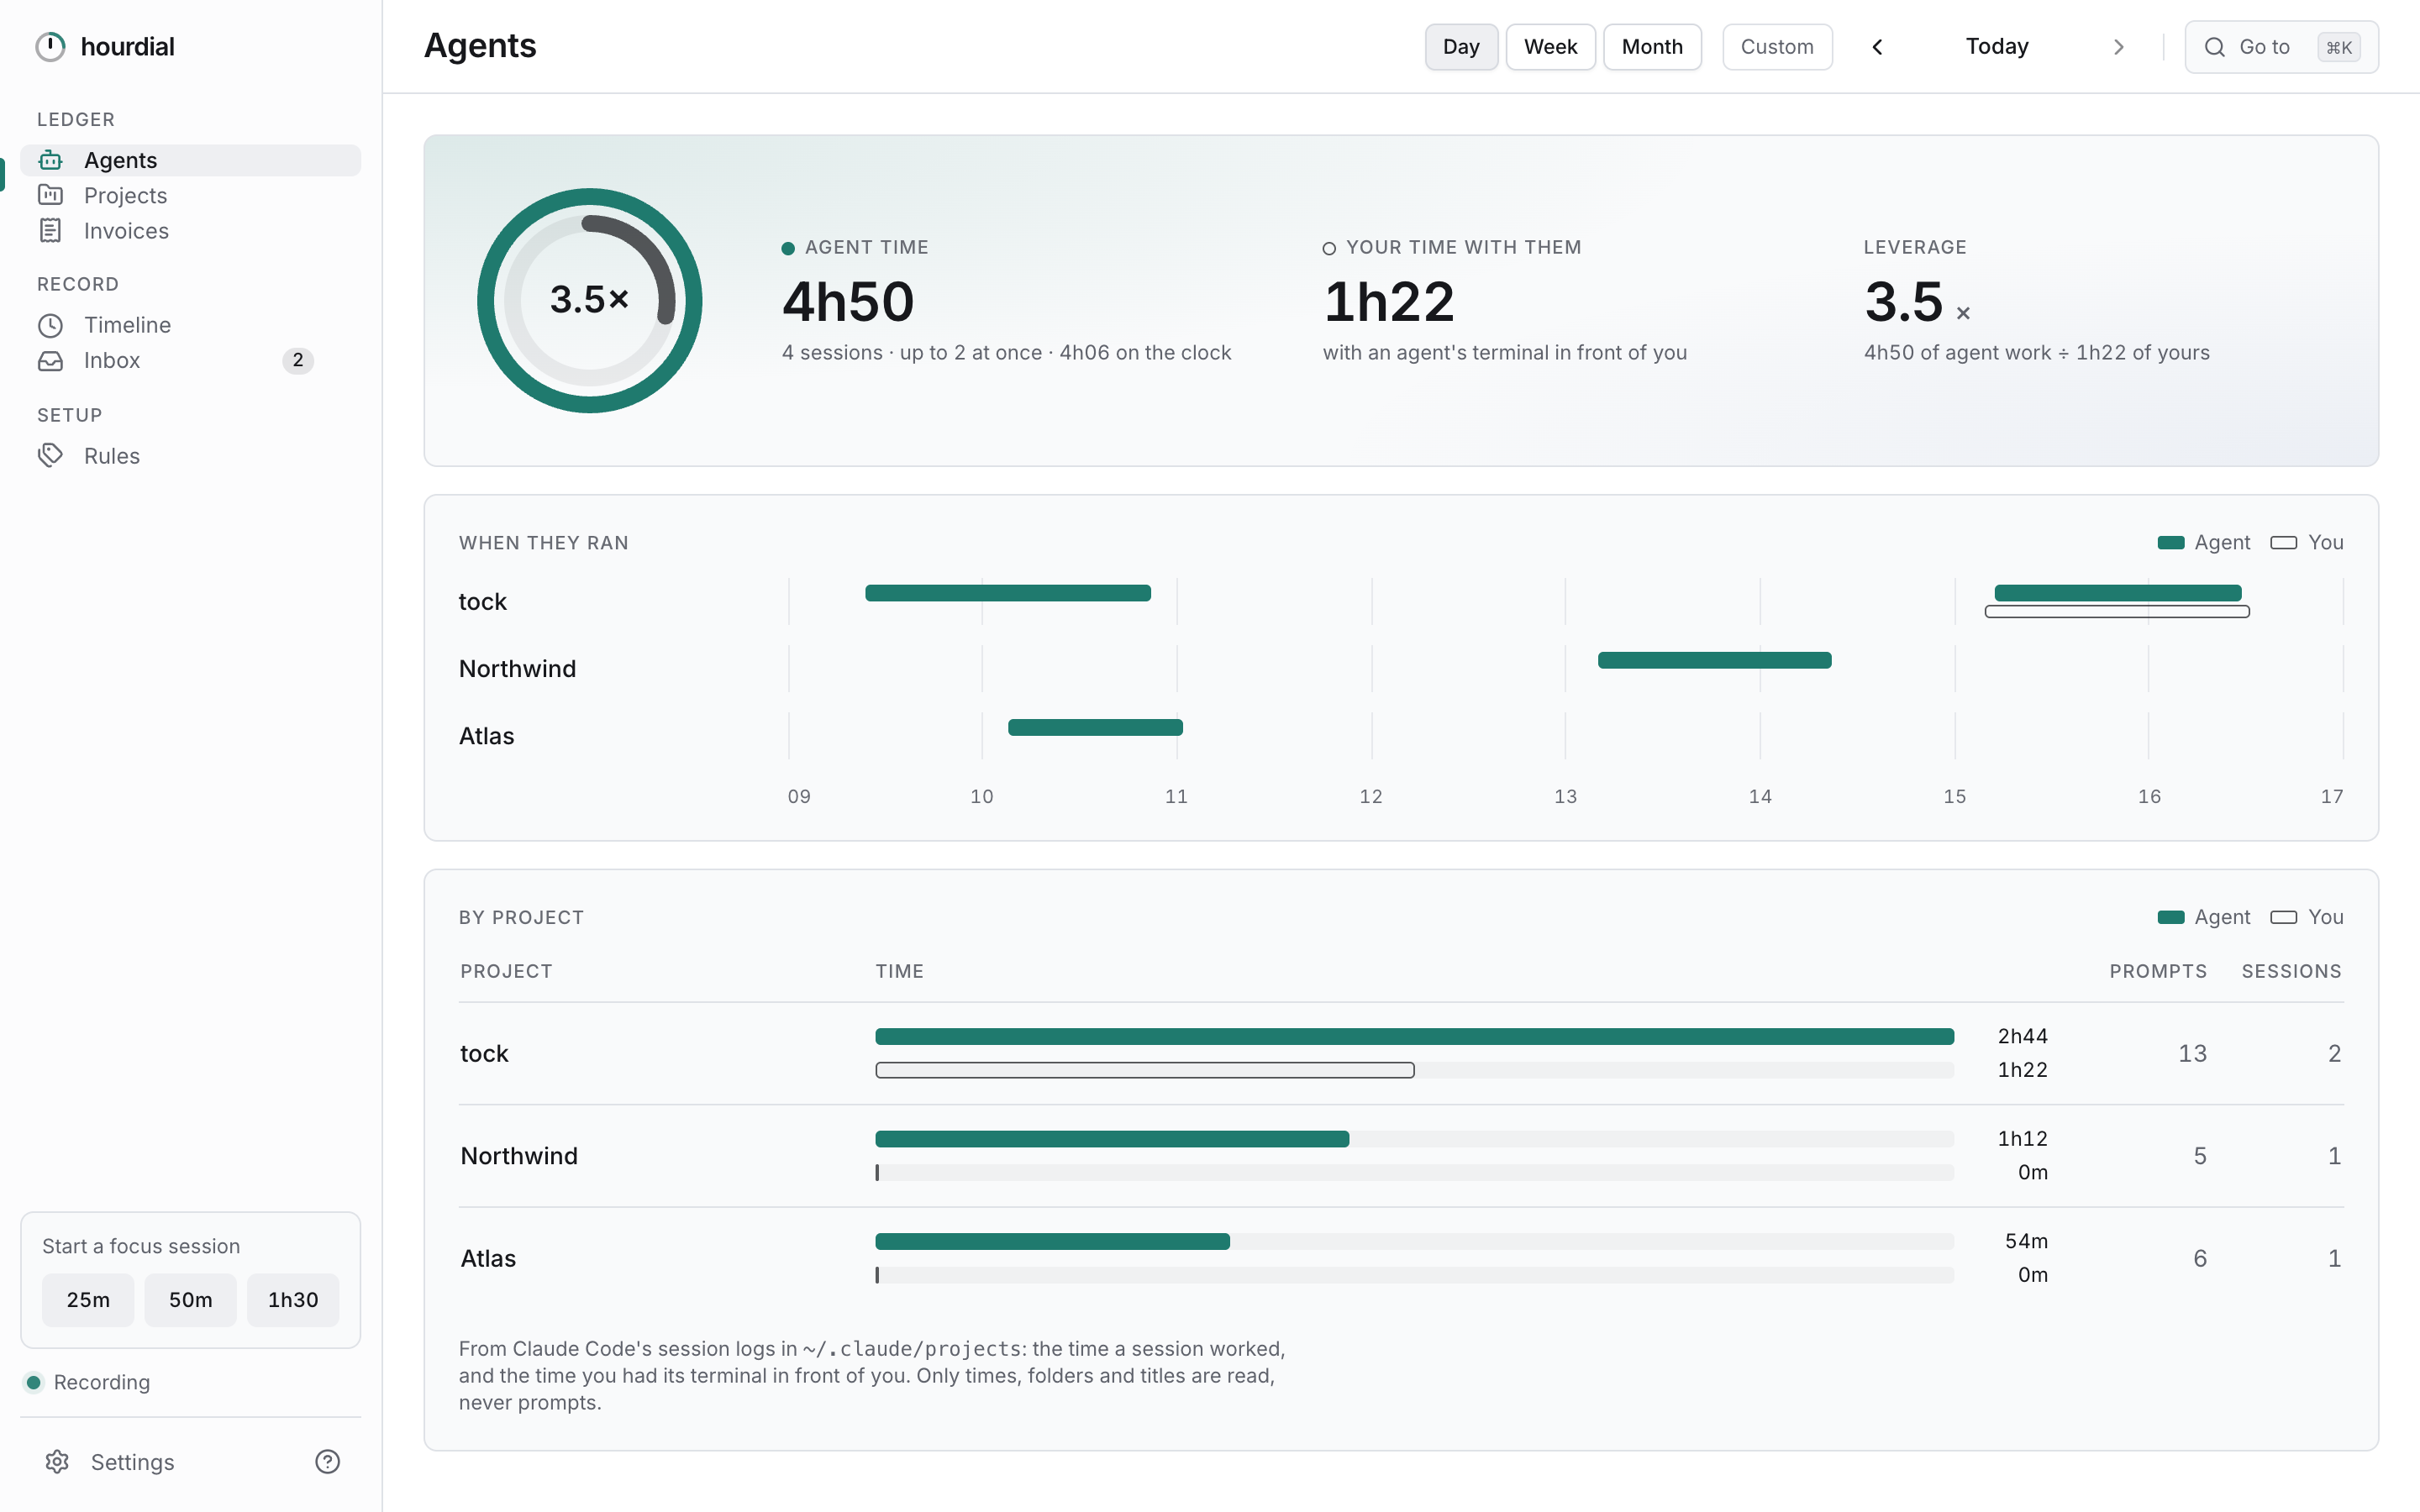 hourdial
LEDGER
Agents
Projects
Invoices
RECORD
Timeline
Inbox
2
SETUP
Rules
Start a focus session
25m 50m 1h30
Recording
Settings
Agents
Day Week Month Custom Today Go to ⌘K
3.5×
AGENT TIME
4h50
4 sessions · up to 2 at once · 4h06 on the clock
YOUR TIME WITH THEM
1h22
with an agent's terminal in front of you
LEVERAGE
3.5 ×
4h50 of agent work ÷ 1h22 of yours
WHEN THEY RAN
Agent You
tock
Northwind
Atlas
09 10 11 12 13 14 15 16 17
BY PROJECT
Agent You
PROJECT TIME PROMPTS SESSIONS
tock 2h44 1h22 13 2
Northwind 1h12 0m 5 1
Atlas 54m 0m 6 1
From Claude Code's session logs in ~/.claude/projects: the time a session worked,
and the time you had its terminal in front of you. Only times, folders and titles are read,
never prompts.